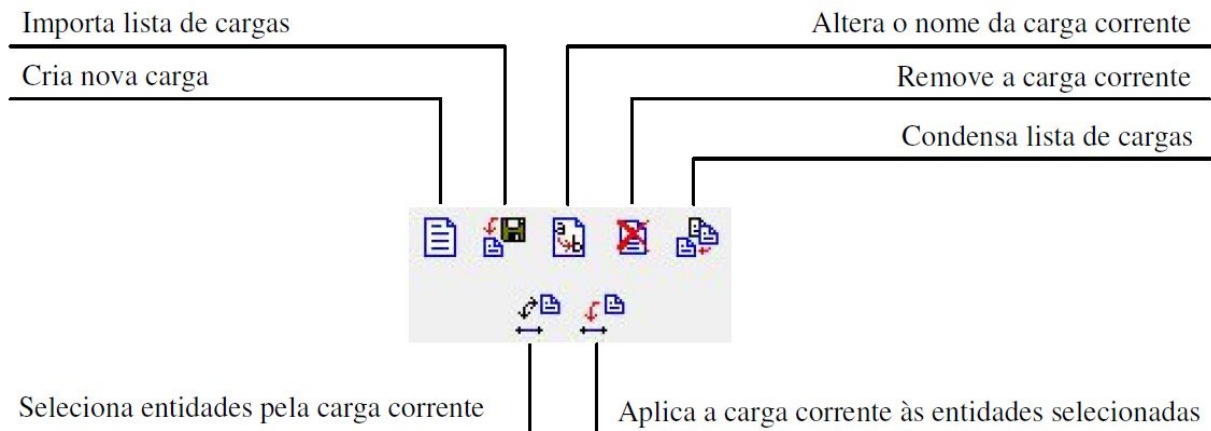 Importa lista de cargas
Altera o nome da carga corrente
Cria nova carga
Remove a carga corrente
Condensa lista de cargas
a
b
Seleciona entidades pela carga corrente
Aplica a carga corrente às entidades selecionadas